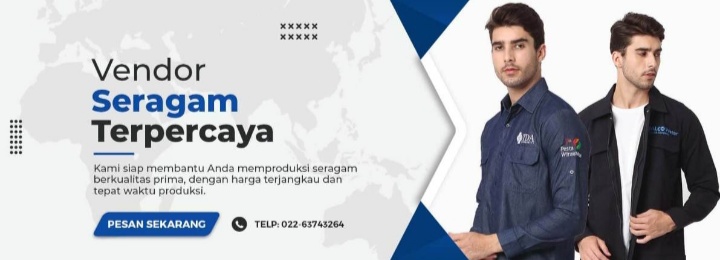 Vendor
Seragam
Terpercaya
Kami siap membantu Anda memproduksi seragam
berkualitas prima, dengan harga terjangkau dan
tepat waktu produksi.
PESAN SEKARANG
TELP: 022-63743264